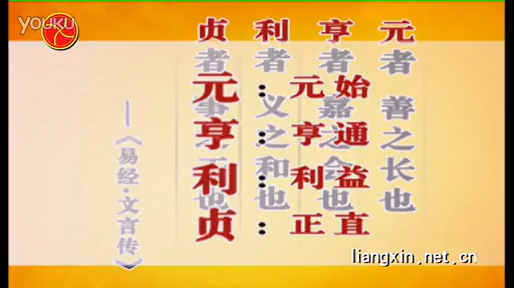 YOUKU
元者善之长也
亨者嘉之会也
利者义之和也
贞者事 也
——《易经·文言传》
元：元始
亨：亨通
利：利益
贞：正直
liangxin.net.cn